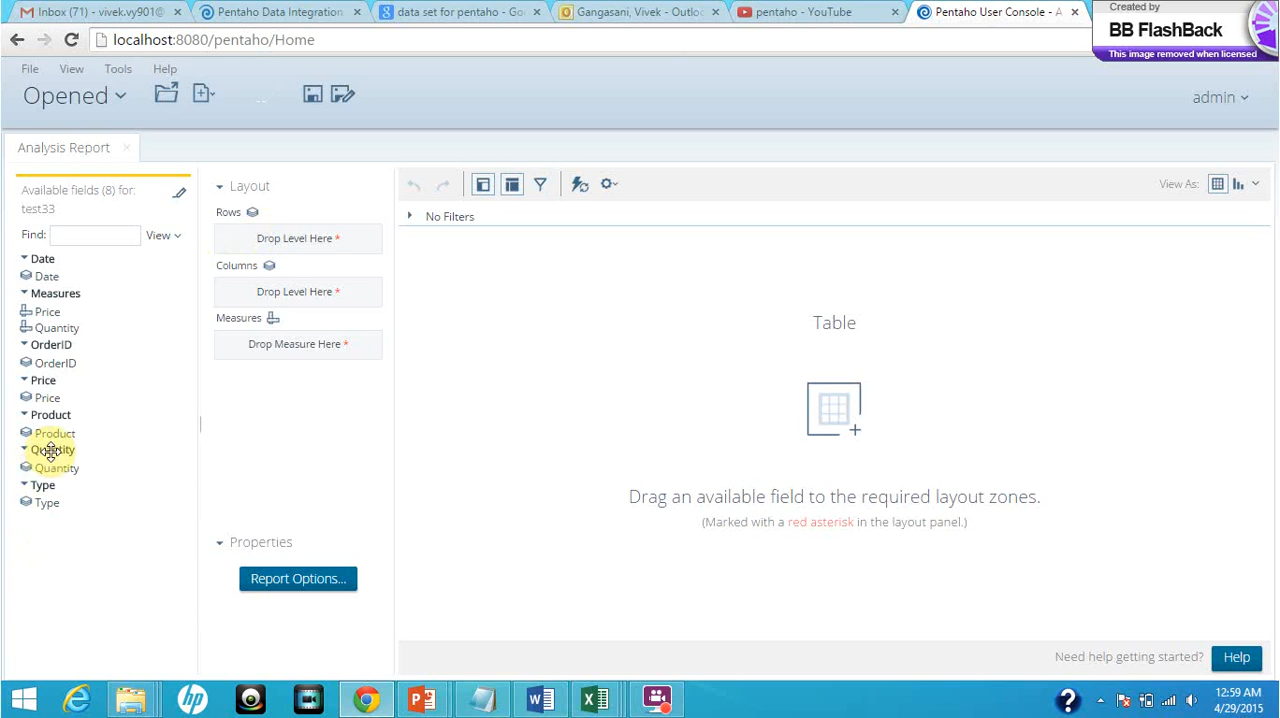 Inbox (71) - vivek.vy901@
Pentaho Data Integration
data set for pentaho - Go
Gangasani, Vivek - Outlo
pentaho - YouTube
Pentaho User Console - A
Created by
BB FlashBack
This image removed when licensed
localhost:8080/pentaho/Home
File View Tools Help
Opened
admin
Analysis Report
Available fields (8) for:
test33
Find:
View
Date
Date
Measures
Price
Quantity
OrderID
OrderID
Price
Price
Product
Product
Quantity
Quantity
Type
Type
Layout
Rows
Drop Level Here *
Columns
Drop Level Here *
Measures
Drop Measure Here *
Properties
Report Options...
View As:
No Filters
Table
Drag an available field to the required layout zones.
(Marked with a red asterisk in the layout panel.)
Need help getting started?
Help
12:59 AM
4/29/2015